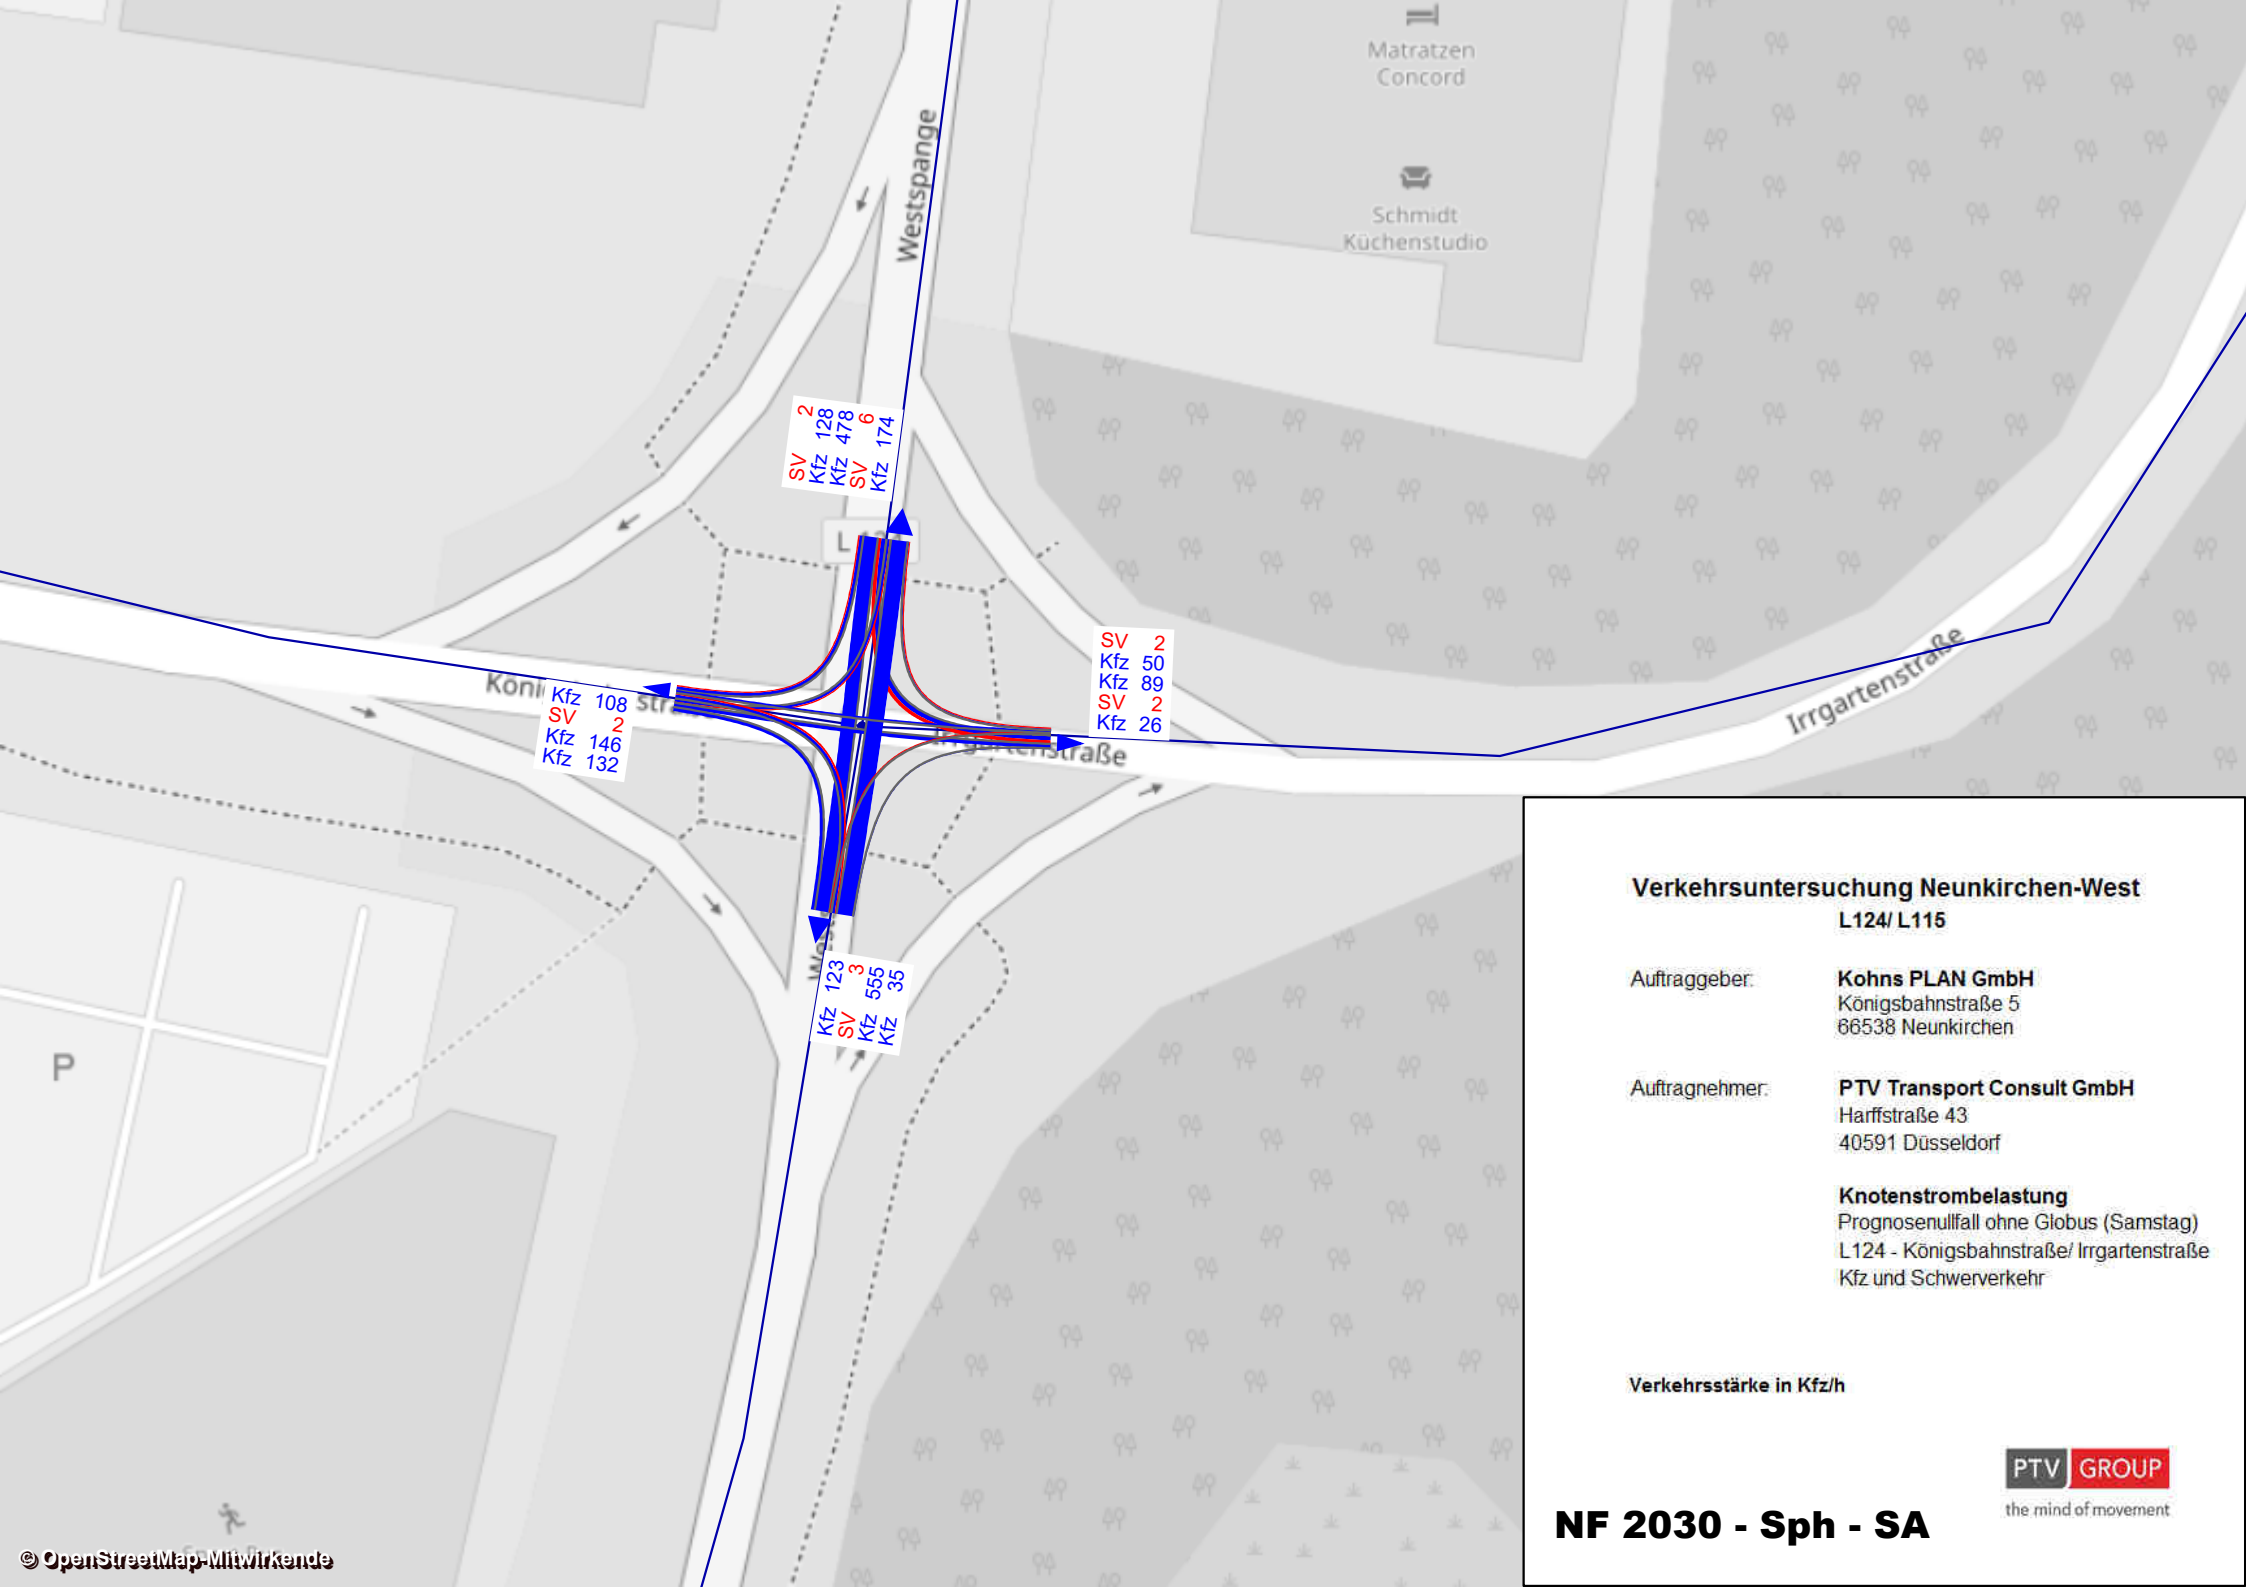 Matratzen
Concord
Westspange
Schmidt
Küchenstudio
SV 2
Kfz 128
Kfz 478
SV 6
Kfz 174
SV 2
Kfz 50
Kfz 89
SV 2
Kfz 26
Kfz 108
SV 2
Kfz 146
Kfz 132
Irrgartenstraße
Irrgartenstraße
Kfz 123
SV 3
Kfz 555
Kfz 35
P
Verkehrsuntersuchung Neunkirchen-West
L124/ L115
Auftraggeber: Kohns PLAN GmbH
Königsbahnstraße 5
66538 Neunkirchen
Auftragnehmer: PTV Transport Consult GmbH
Harffstraße 43
40591 Düsseldorf
Knotenstrombelastung
Prognosenullfall ohne Globus (Samstag)
L124 - Königsbahnstraße/ Irrgartenstraße
Kfz und Schwerverkehr
Verkehrsstärke in Kfz/h
PTV GROUP
the mind of movement
NF 2030 - Sph - SA
© OpenStreetMap-Mitwirkende